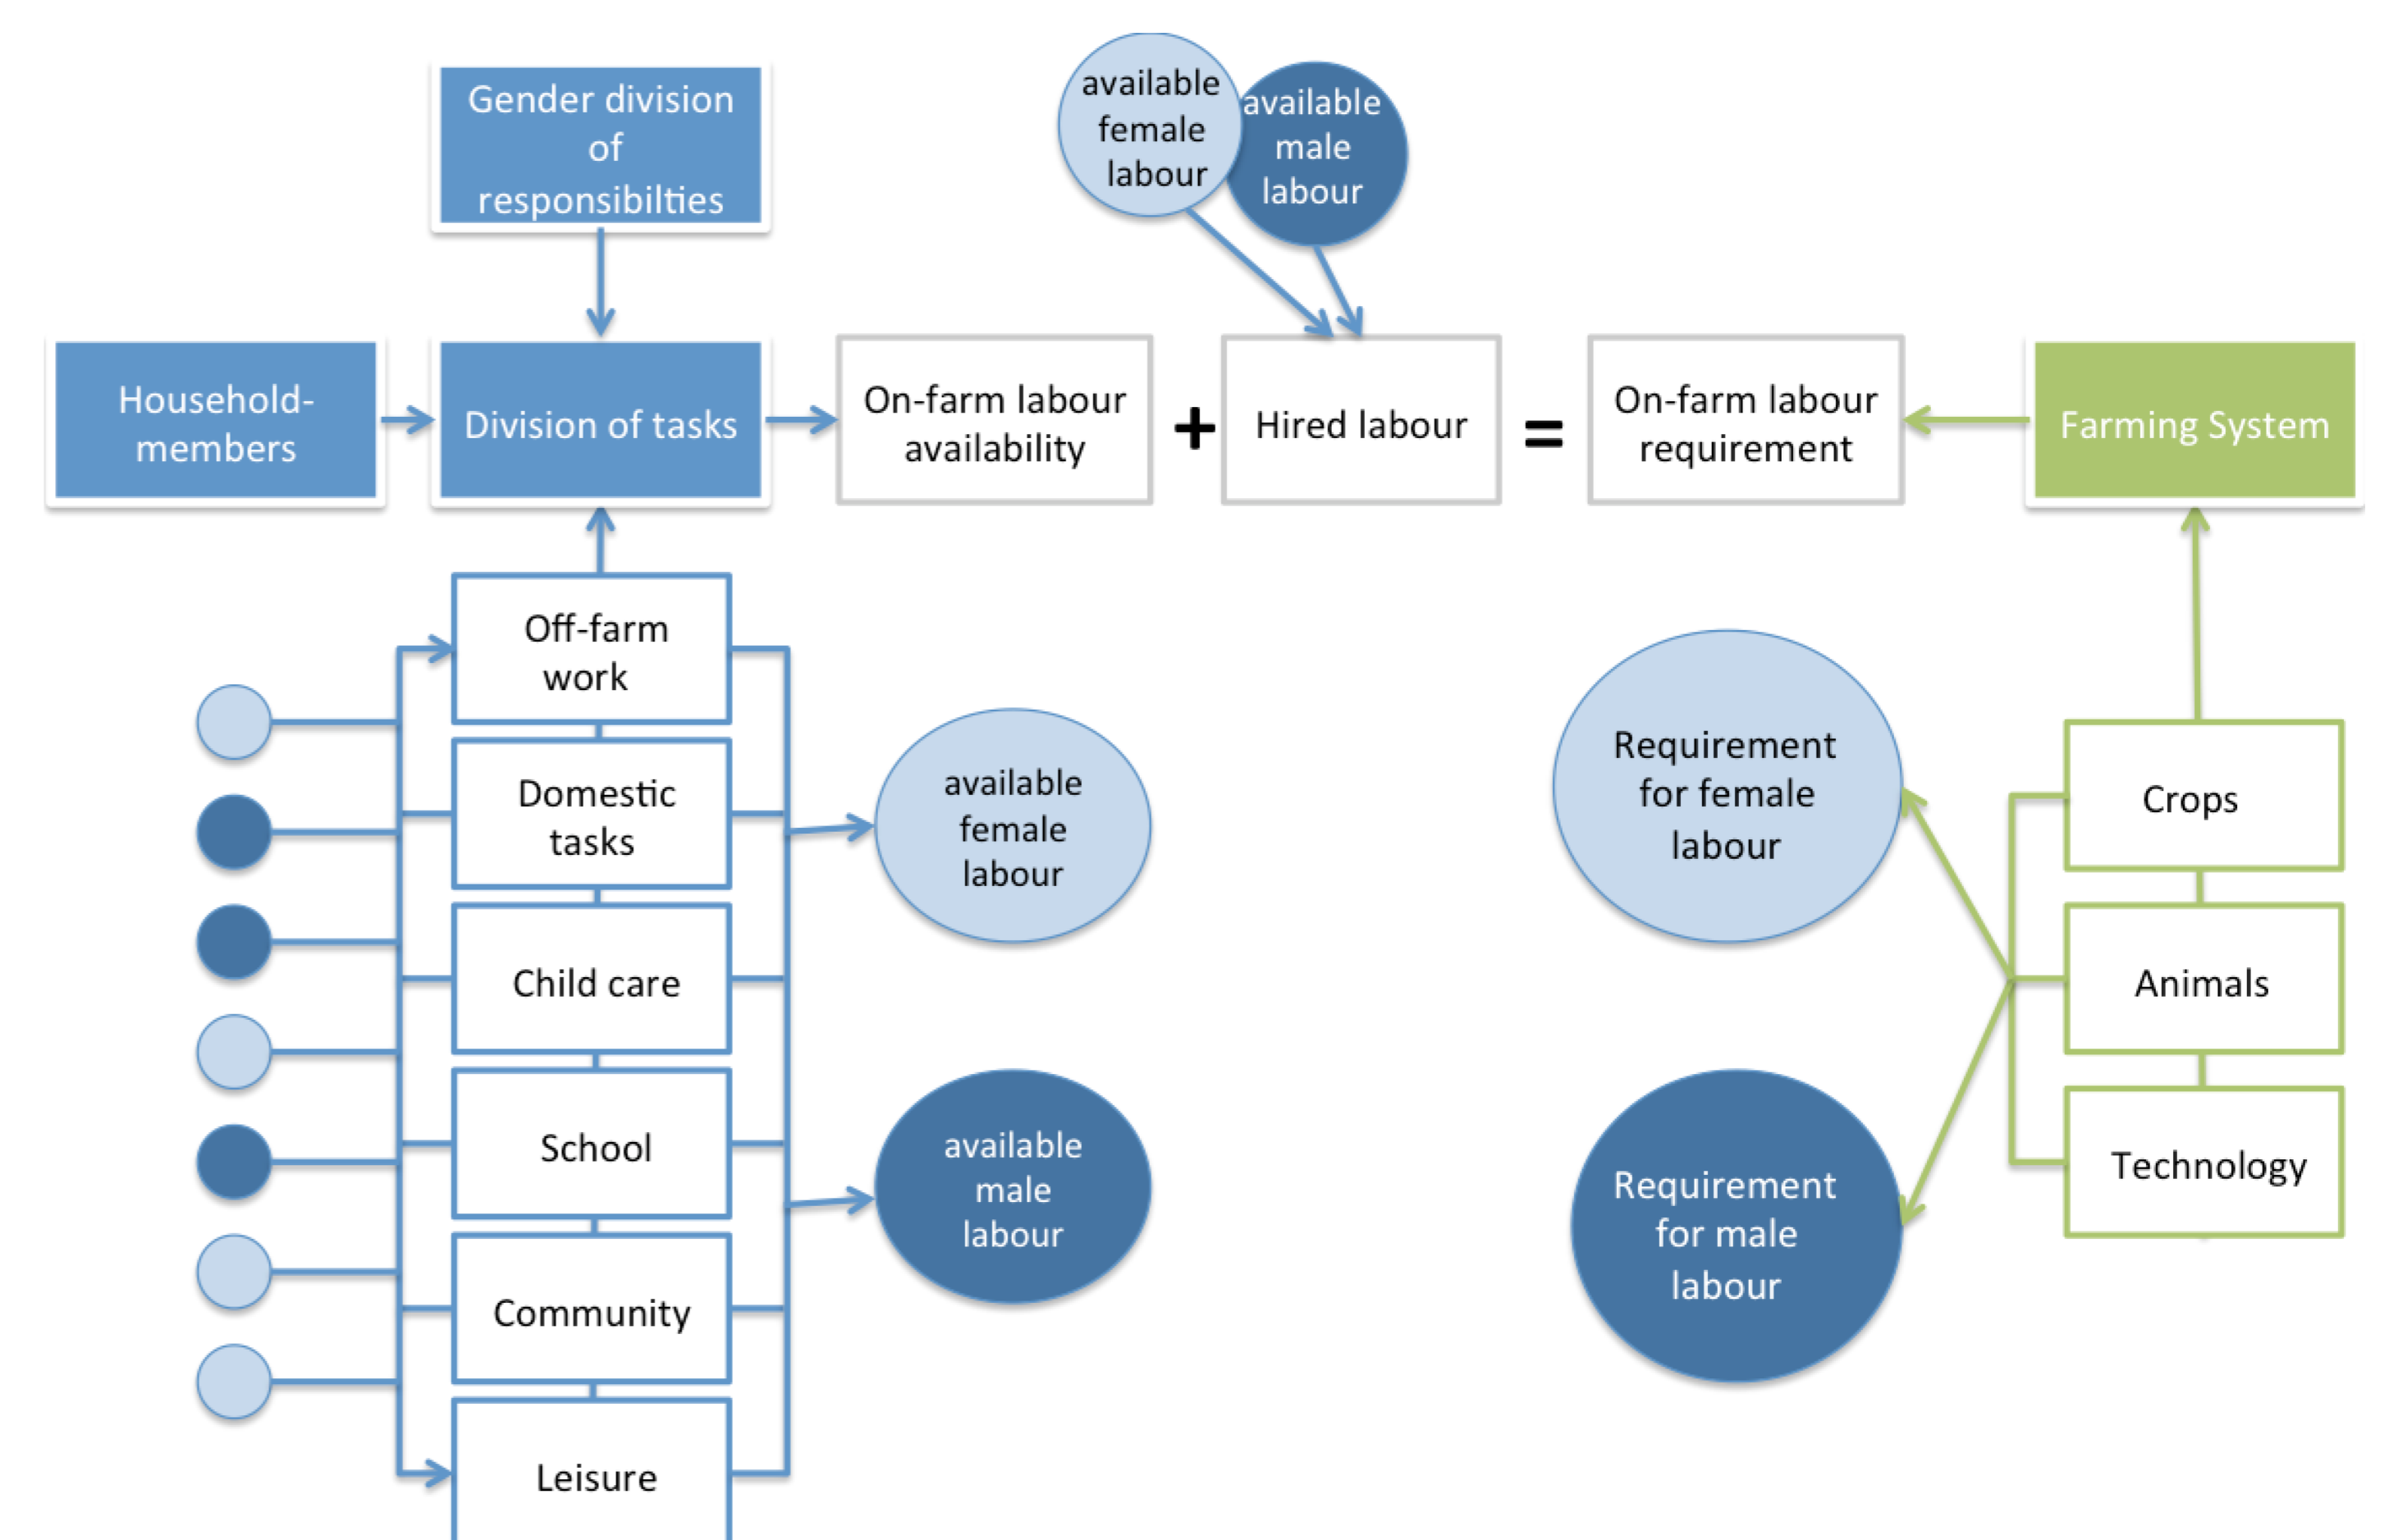 Gender division
of
responsibilties
available
female
labour
available
male
labour
Household-
members
Division of tasks
On-farm labour
availability
+
Hired labour
=
On-farm labour
requirement
Farming System
Off-farm
work
Domestic
tasks
Child care
School
Community
Leisure
available
female
labour
available
male
labour
Requirement
for female
labour
Requirement
for male
labour
Crops
Animals
Technology